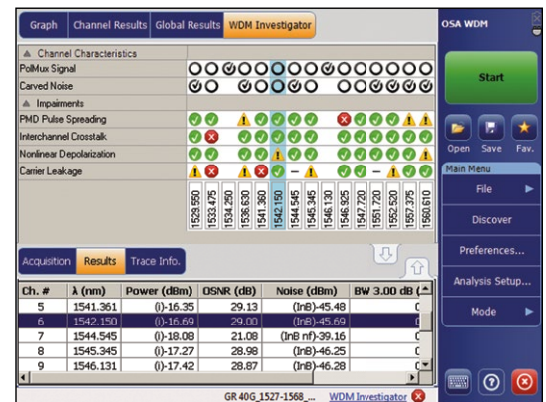 Graph Channel Results Global Results WDM Investigator OSA WDM
Channel Characteristics
PolMux Signal
Carved Noise
Impairments
PMD Pulse Spreading
Interchannel Crosstalk
Nonlinear Depolarization
Carrier Leakage
1529.550 1533.475 1534.250 1536.630 1541.360 1542.150 1544.545 1545.345 1546.130 1546.925 1547.720 1551.720 1552.520 1557.375 1560.610
Start
Open Save Fav.
Main Menu
File
Discover
Preferences...
Analysis Setup...
Mode
Acquisition Results Trace Info.
Ch. # λ (nm) Power (dBm) OSNR (dB) Noise (dBm) BW 3.00 dB (
5 1541.361 (i)-16.35 29.13 (InB)-45.48
6 1542.150 (i)-16.69 29.00 (InB)-45.69
7 1544.545 (i)-18.08 21.08 (InB nf)-39.16
8 1545.345 (i)-17.27 28.98 (InB)-46.25
9 1546.131 (i)-17.42 28.87 (InB)-46.28
GR 40G_1527-1568_... WDM Investigator